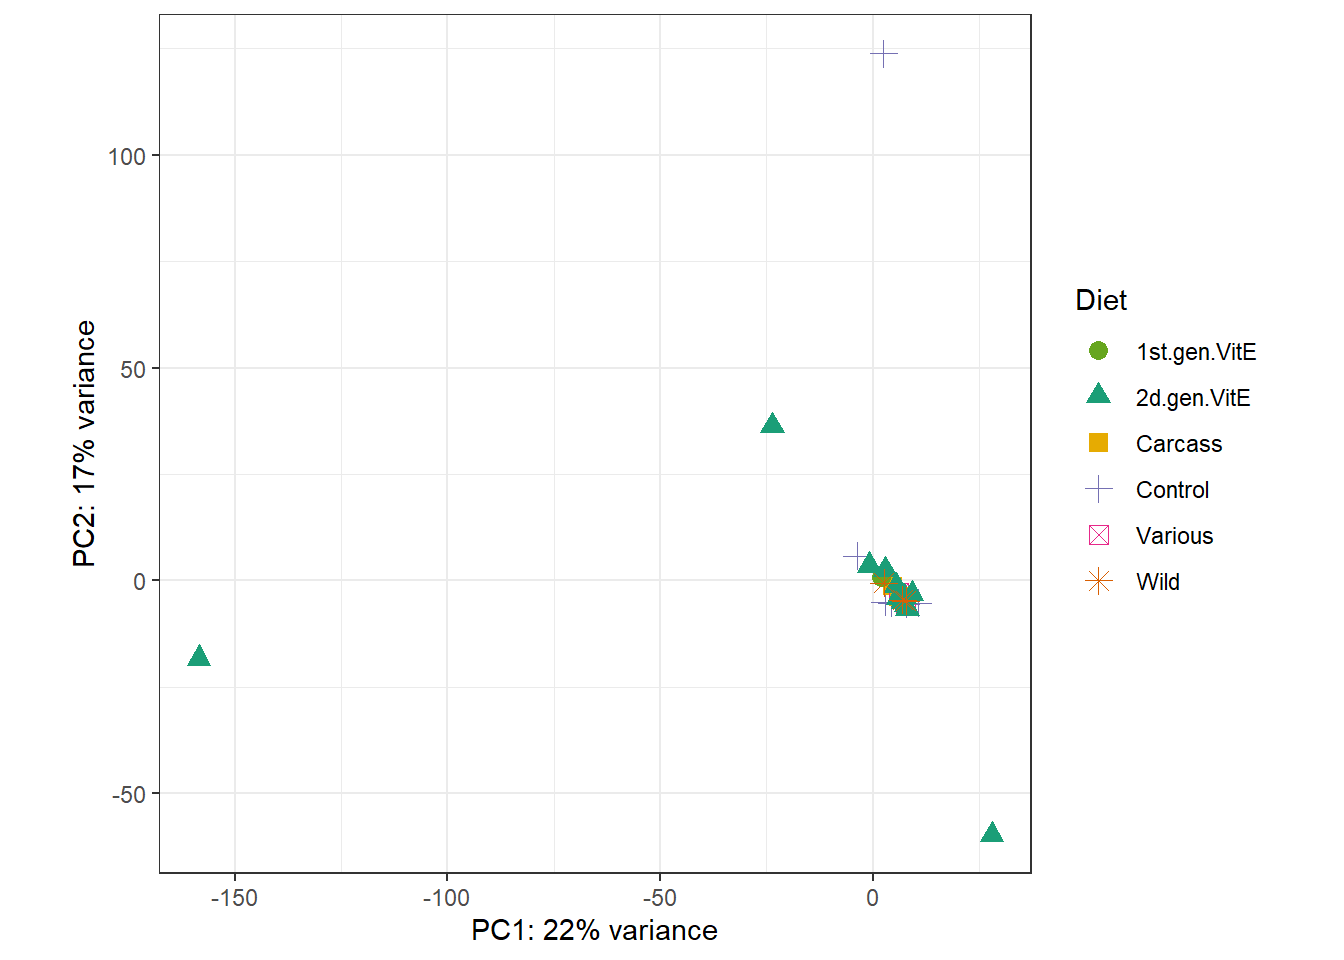 100
50
0
-50
PC2: 17% variance
-150
-100
-50
0
PC1: 22% variance
Diet
1st.gen.VitE
2d.gen.VitE
Carcass
Control
Various
Wild